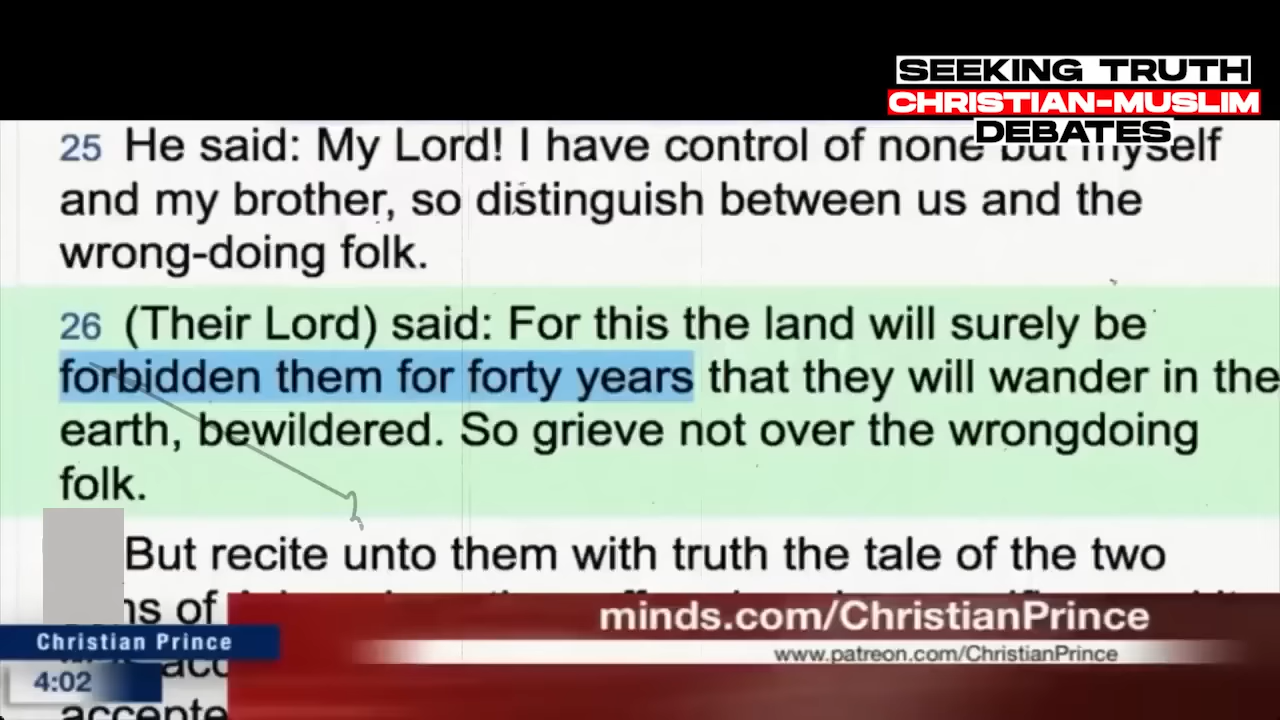 SEEKING TRUTH
CHRISTIAN-MUSLIM
DEBATES
25 He said: My Lord! I have control of none but myself
and my brother, so distinguish between us and the
wrong-doing folk.
26 (Their Lord) said: For this the land will surely be
forbidden them for forty years that they will wander in the
earth, bewildered. So grieve not over the wrongdoing
folk.
But recite unto them with truth the tale of the two
of
minds.com/ChristianPrince
Christian Prince
www.patreon.com/ChristianPrince
4:02